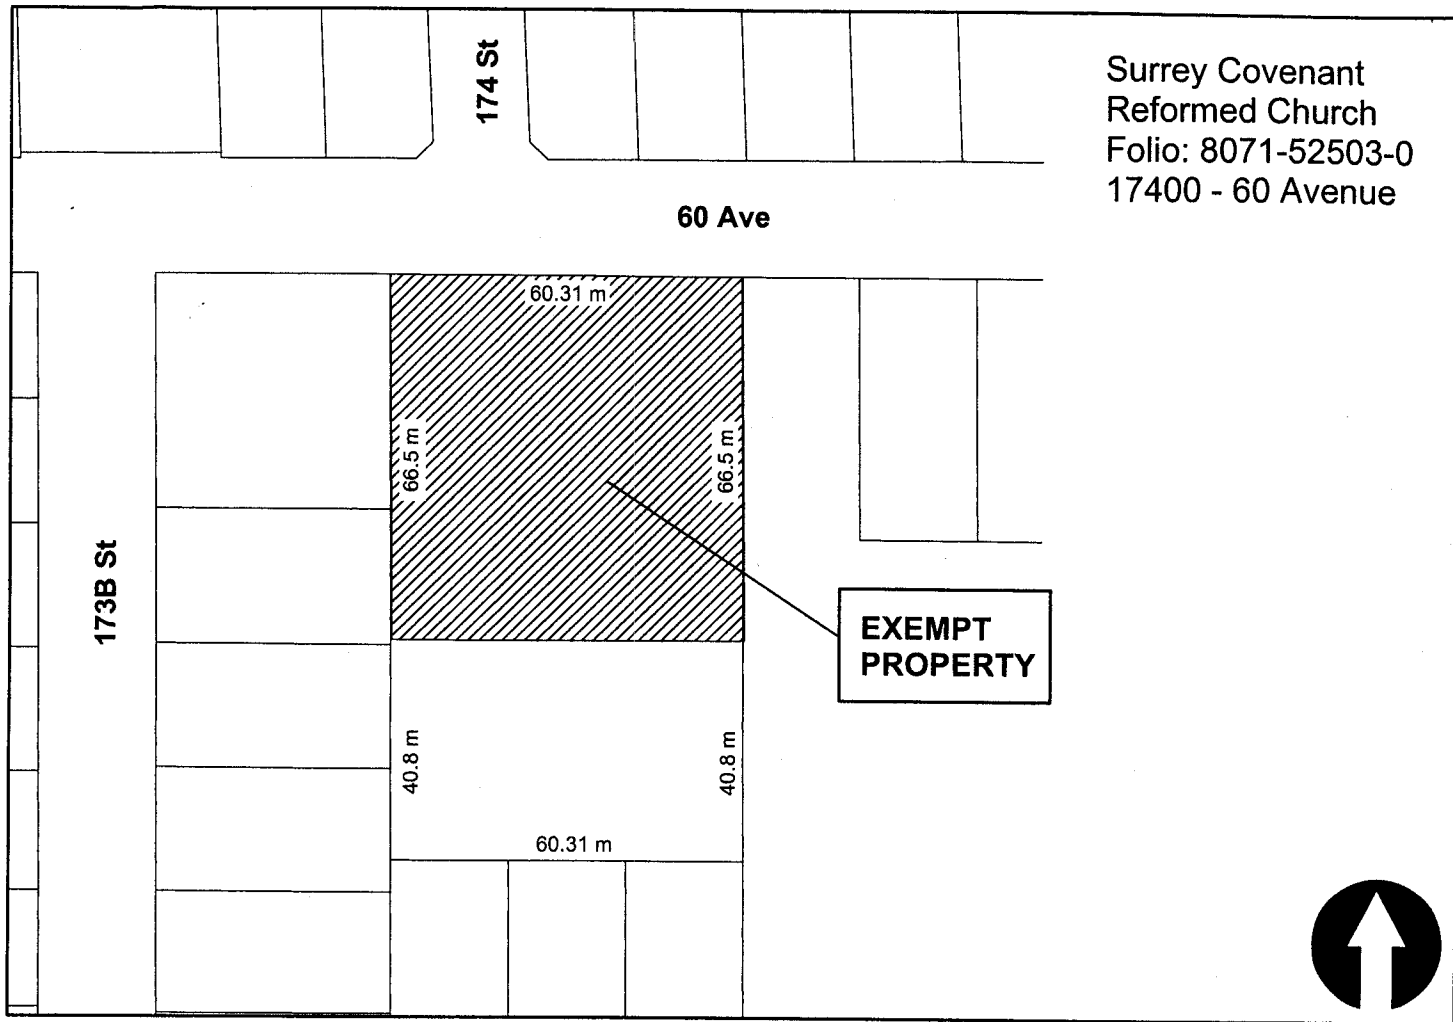 174 St
Surrey Covenant
Reformed Church
Folio: 8071-52503-0
17400 - 60 Avenue
60 Ave
60.31 m
66.5 m
66.5 m
173B St
EXEMPT
PROPERTY
40.8 m
40.8 m
60.31 m